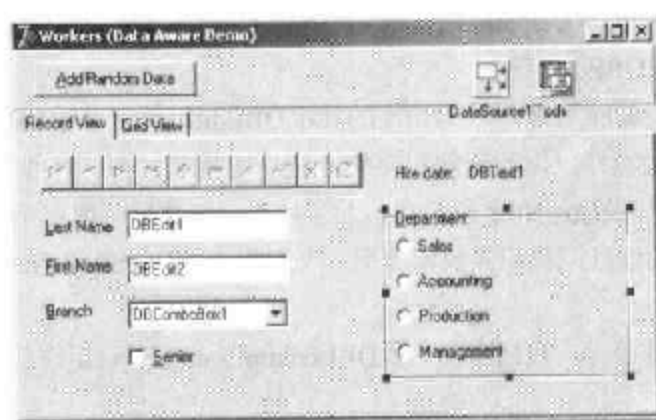 Workers (Data Aware Demo)
Add Random Data
DataSource1 sds
Record View Grid View
Hire date: DBText1
Last Name DBEdit1
First Name DBEdit2
Branch DBComboBox1
Senior
Department
Sales
Accounting
Production
Management